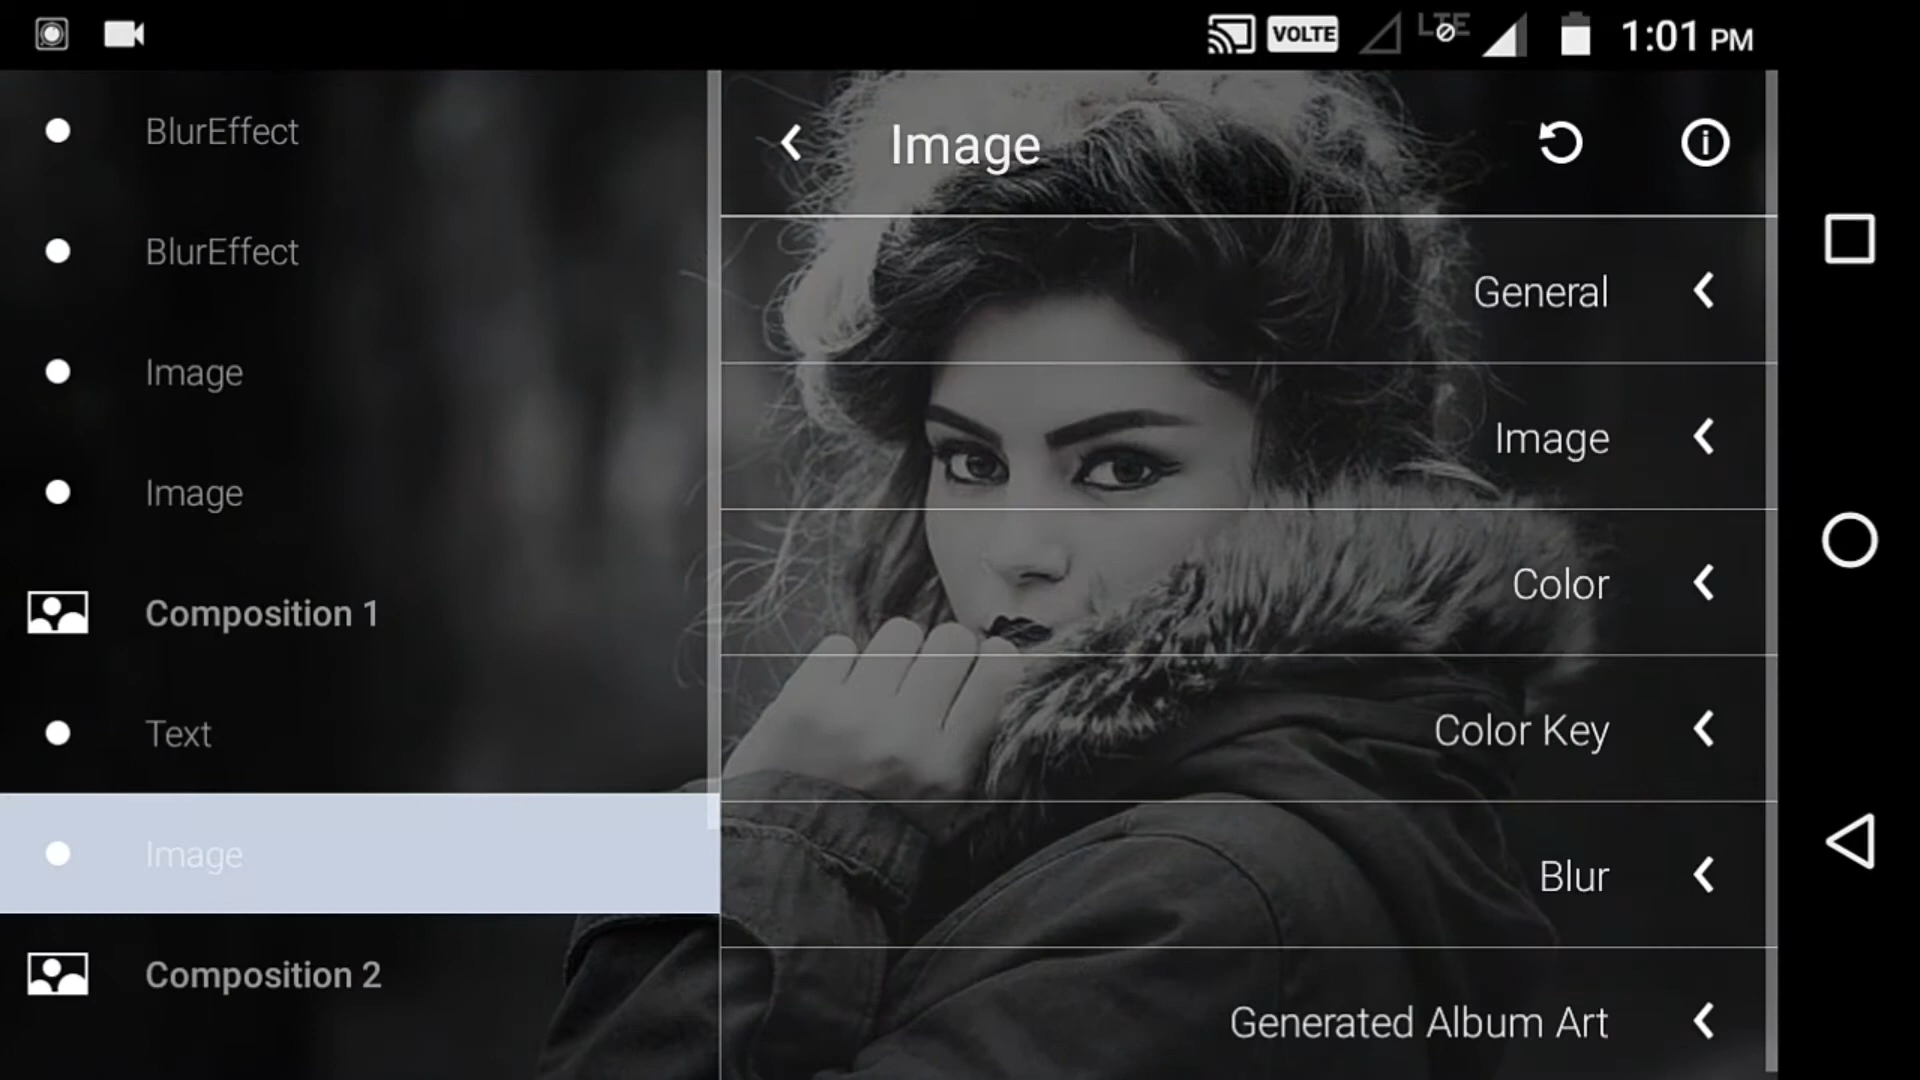 VOLTE LTE 1:01 PM
BlurEffect
BlurEffect
Image
Image
Composition 1
Text
Image
Composition 2
Image
General
Image
Color
Color Key
Blur
Generated Album Art